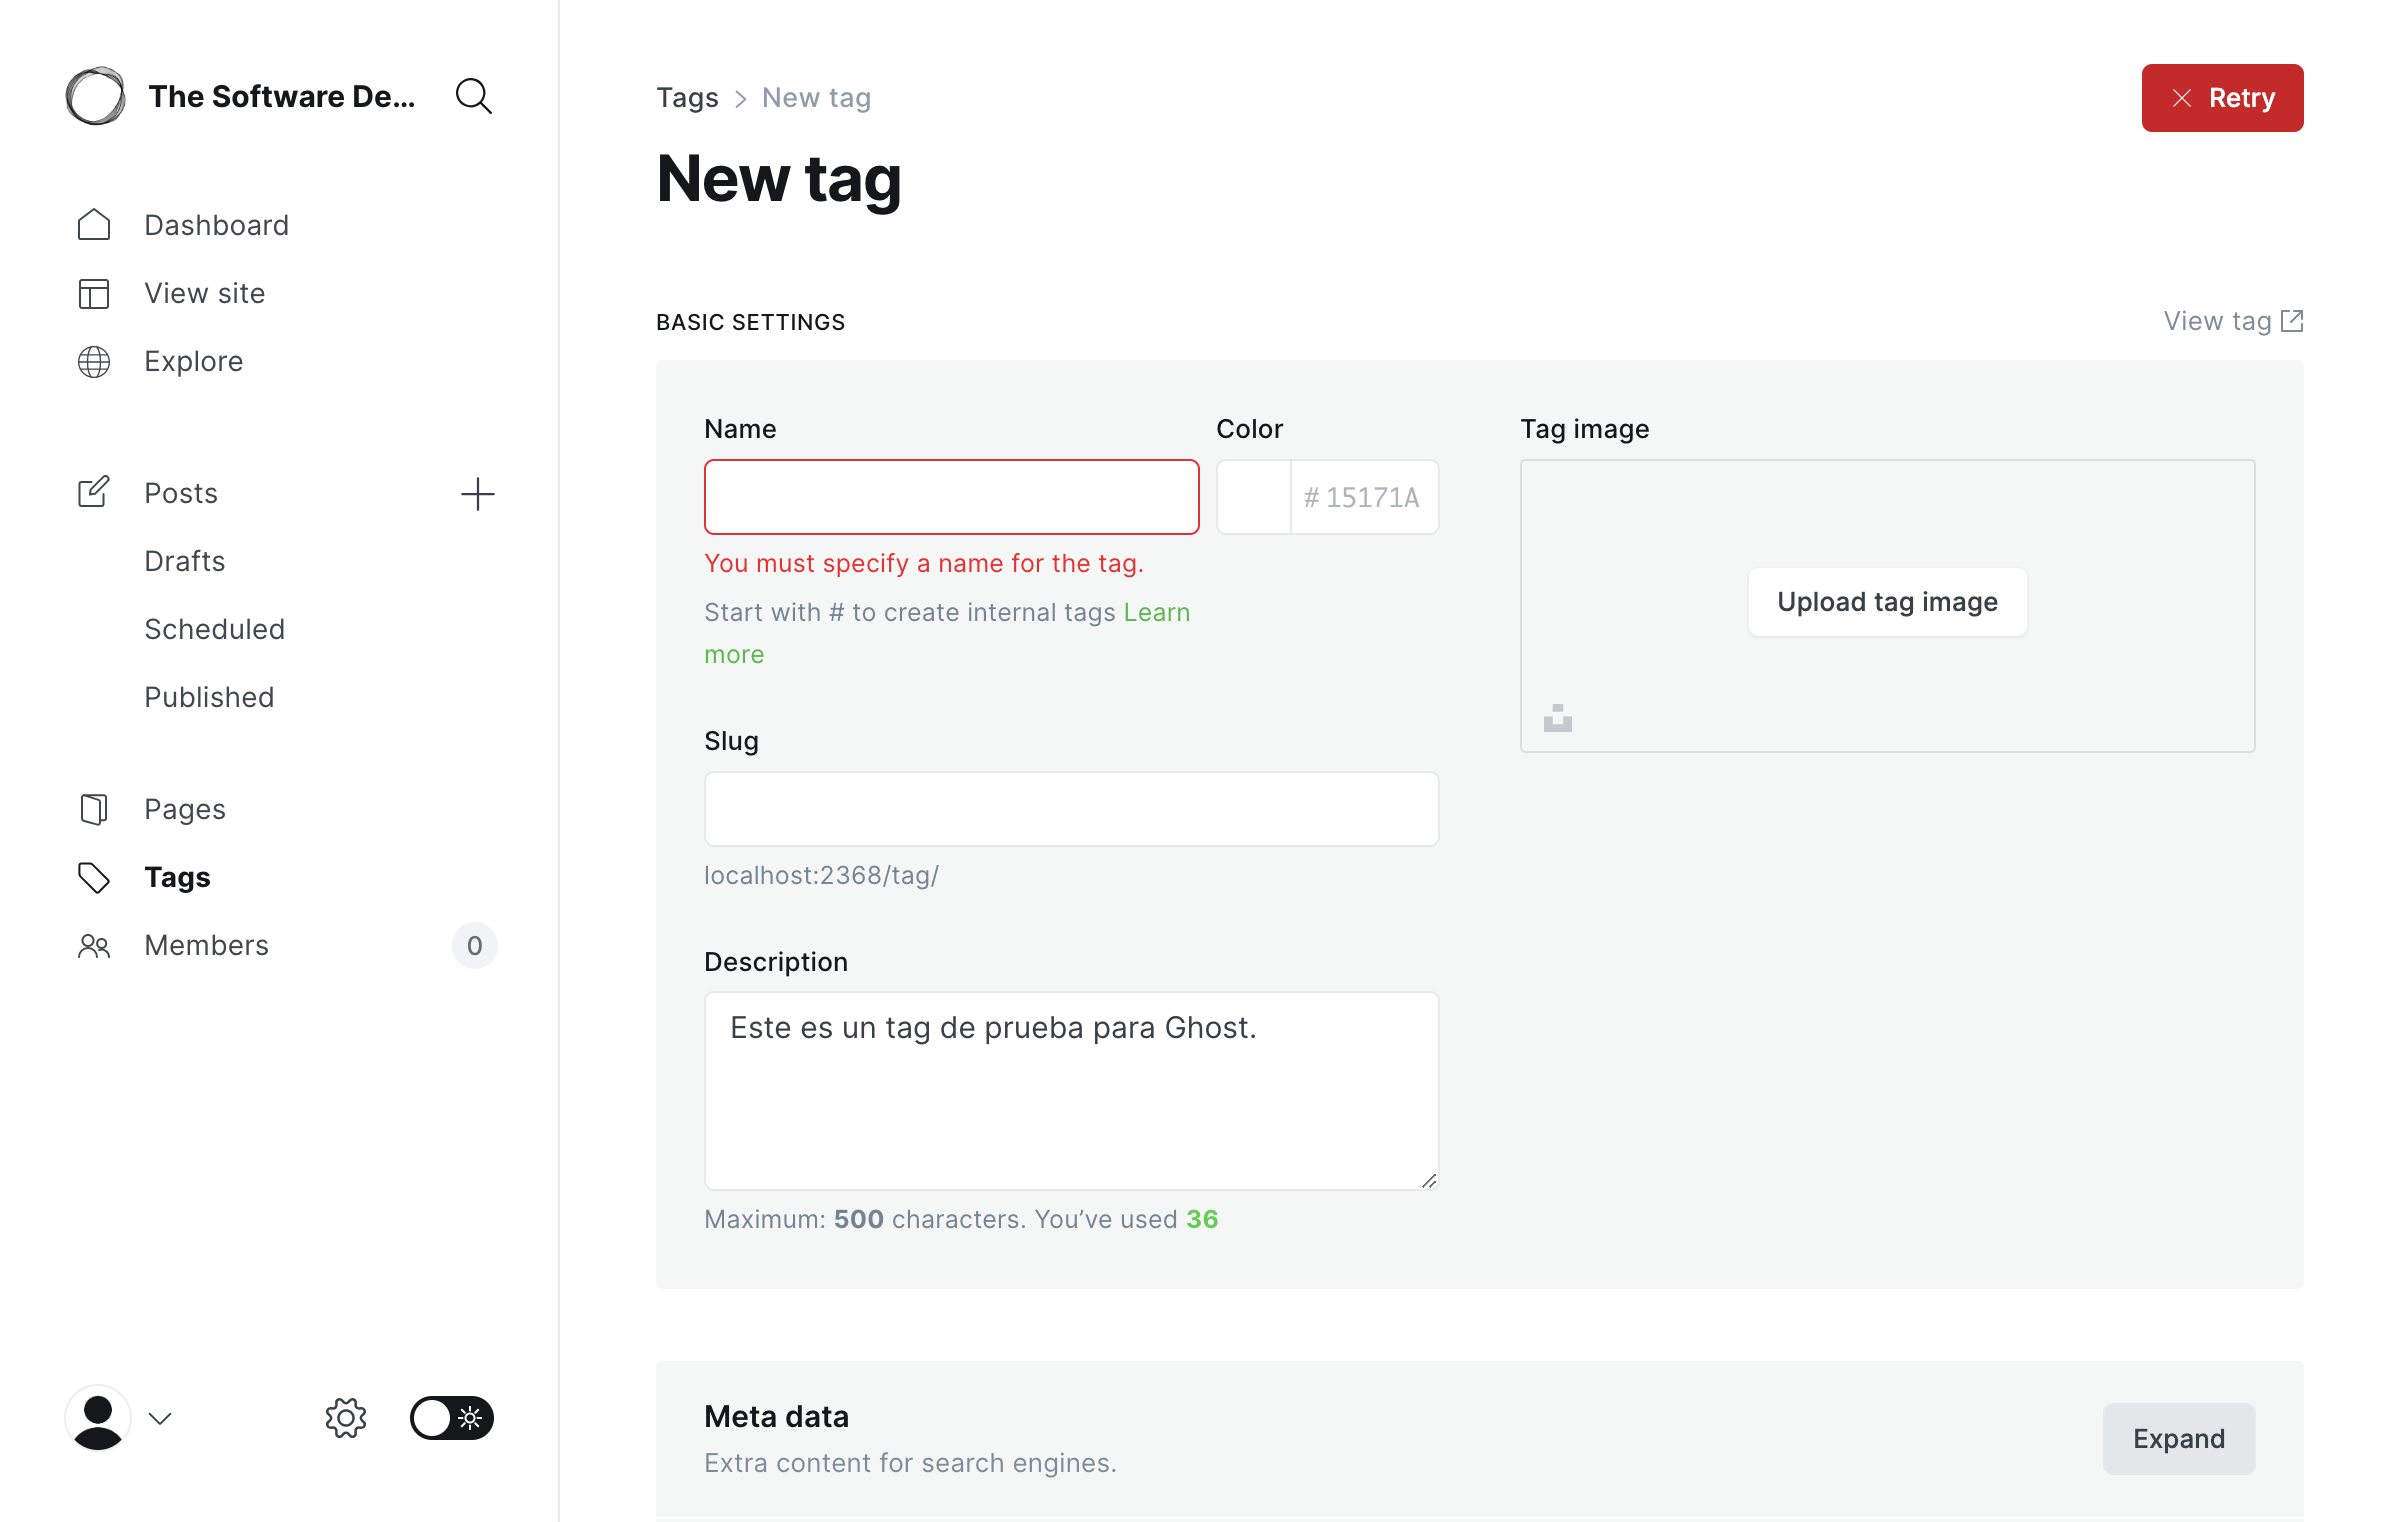 The Software De...
Dashboard
View site
Explore
Posts
Drafts
Scheduled
Published
Pages
Tags
Members
0
Tags > New tag
Retry
New tag
BASIC SETTINGS
View tag
Name
Color
# 15171A
You must specify a name for the tag.
Start with # to create internal tags Learn
more
Slug
localhost:2368/tag/
Description
Este es un tag de prueba para Ghost.
Maximum: 500 characters. You’ve used 36
Tag image
Upload tag image
Meta data
Extra content for search engines.
Expand